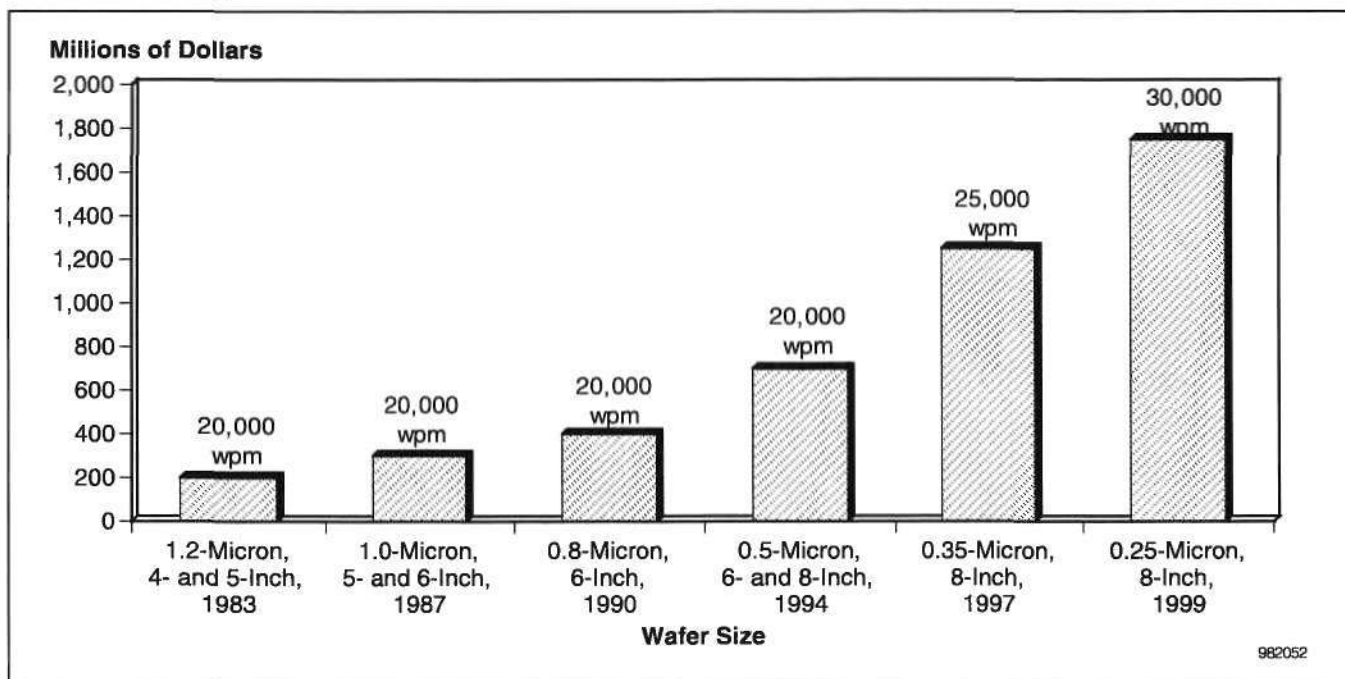 Millions of Dollars
2,000
1,800
1,600
1,400
1,200
1,000
800
600
400
200
0
20,000
wpm
20,000
wpm
20,000
wpm
20,000
wpm
25,000
wpm
30,000
wpm
1.2-Micron,
4- and 5-Inch,
1983
1.0-Micron,
5- and 6-Inch,
1987
0.8-Micron,
6-Inch,
1990
0.5-Micron,
6- and 8-Inch,
1994
0.35-Micron,
8-Inch,
1997
0.25-Micron,
8-Inch,
1999
Wafer Size
982052